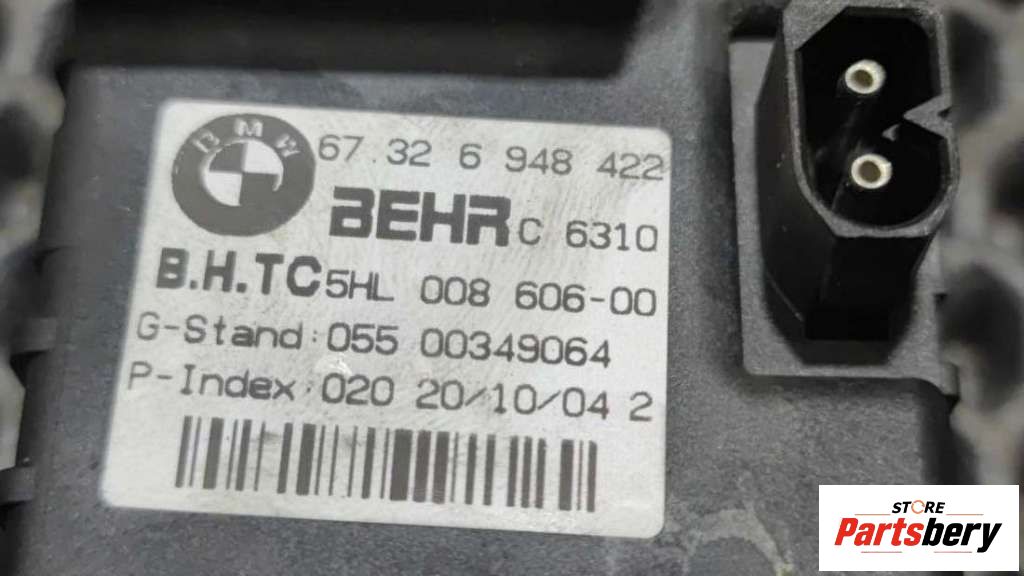 BMW
67.32 6 948 422
BEHR C 6310
B.H.TC 5HL 008 606-00
G-Stand: 055 00349064
P-Index: 020 20/10/04 2
STORE
Partsbery